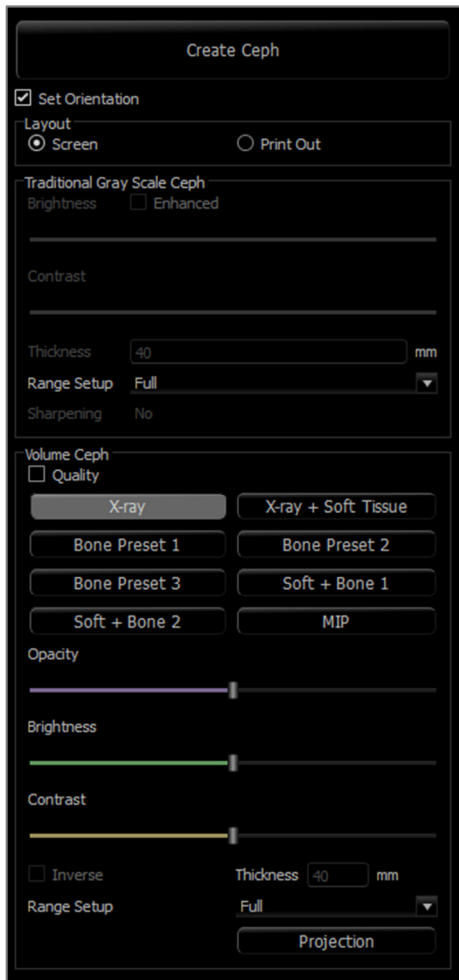 Create Ceph
Set Orientation
Layout
Screen Print Out
Traditional Gray Scale Ceph
Brightness Enhanced
Contrast
Thickness 40 mm
Range Setup Full
Sharpening No
Volume Ceph
Quality
X-ray X-ray + Soft Tissue
Bone Preset 1 Bone Preset 2
Bone Preset 3 Soft + Bone 1
Soft + Bone 2 MIP
Opacity
Brightness
Contrast
Inverse Thickness 40 mm
Range Setup Full
Projection